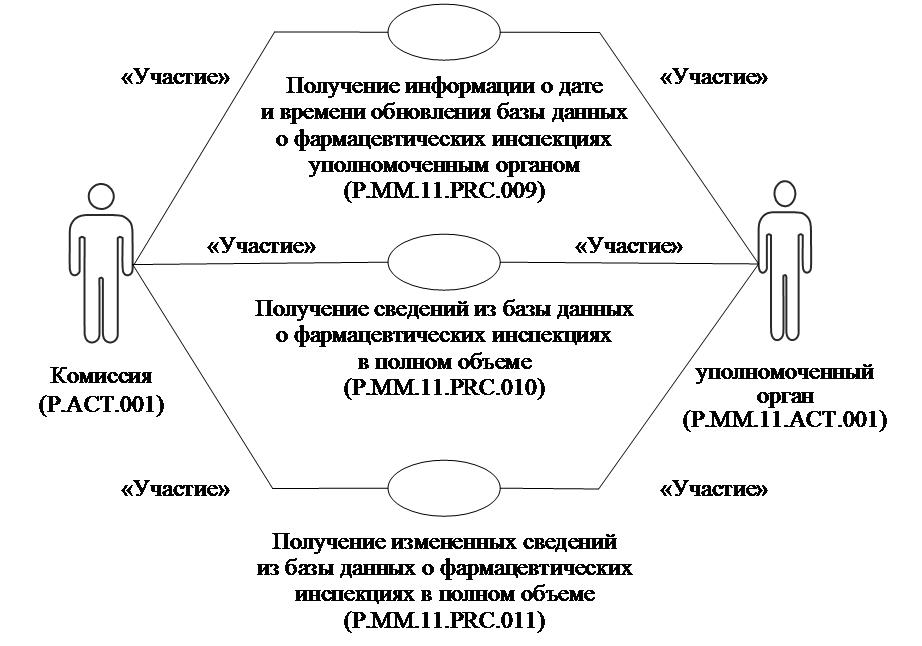 «Участие»
«Участие»
Получение информации о дате
и времени обновления базы данных
о фармацевтических инспекциях
уполномоченным органом
(P.MM.11.PRC.009)
«Участие»
«Участие»
Получение сведений из базы данных
о фармацевтических инспекциях
в полном объеме
(P.MM.11.PRC.010)
Комиссия
(P.ACT.001)
уполномоченный
орган
(P.MM.11.ACT.001)
«Участие»
«Участие»
Получение измененных сведений
из базы данных о фармацевтических
инспекциях в полном объеме
(P.MM.11.PRC.011)